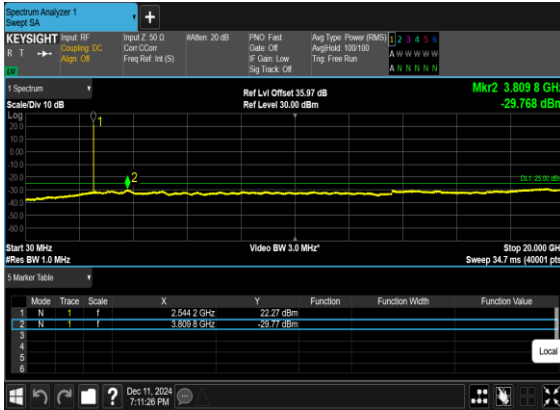 Spectrum Analyzer 1
Swept SA
+
KEYSIGHT
R T
LV
Input: RF
Coupling: DC
Align: Off
Input Z: 50 Ω
Corr CCorr
Freq Ref: Int (S)
#Atten: 20 dB
PNO: Fast
Gate: Off
IF Gain: Low
Sig Track: Off
Avg Type: Power (RMS)
Avg|Hold: 100/100
Trig: Free Run
1 2 3 4 5 6
A W W W W W
A N N N N N
1 Spectrum
Scale/Div 10 dB
Ref Lvl Offset 35.97 dB
Ref Level 30.00 dBm
Mkr2 3.809 8 GHz
-29.768 dBm
Log
20.0
10.0
0.00
-10.0
-20.0
-30.0
-40.0
-50.0
-60.0
1
2
DL1 -25.00 dBm
Start 30 MHz
#Res BW 1.0 MHz
Video BW 3.0 MHz*
Stop 20.000 GHz
Sweep 34.7 ms (40001 pts)
5 Marker Table
Mode Trace Scale X Y Function Function Width Function Value
1 N 1 f 2.544 2 GHz 22.27 dBm
2 N 1 f 3.809 8 GHz -29.77 dBm
3
4
5
6
Local
?
Dec 11, 2024
7:11:26 PM